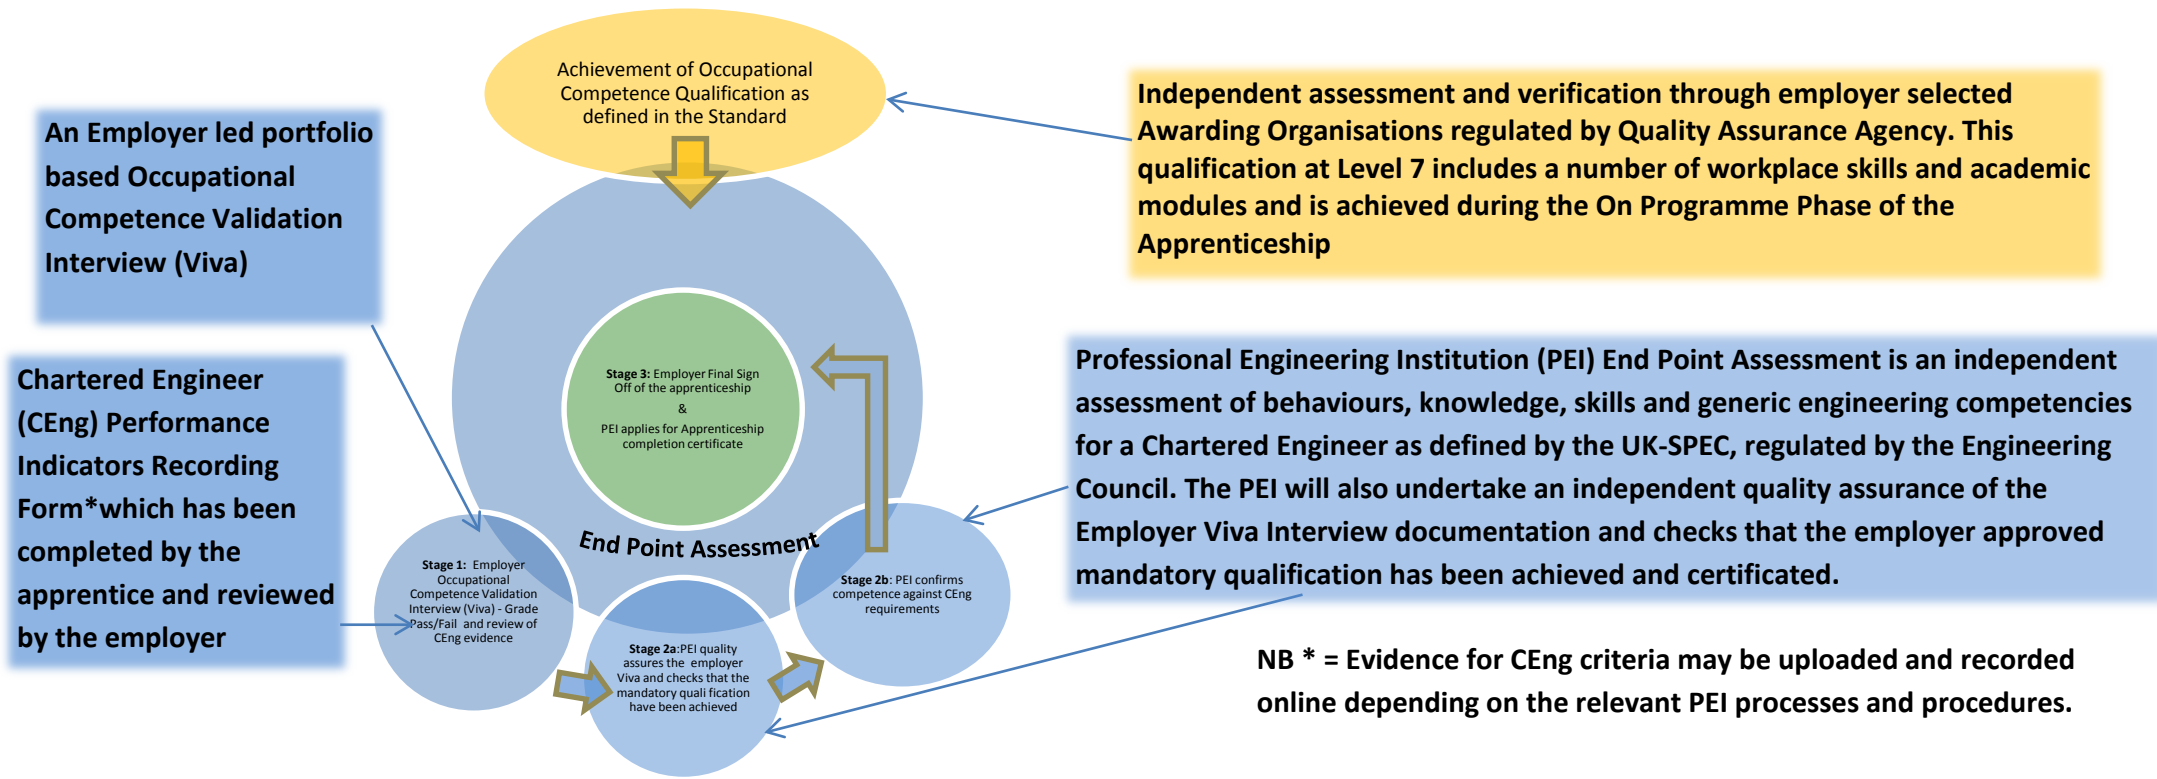 Achievement of Occupational
Competence Qualification as
defined in the Standard
Independent assessment and verification through employer selected
Awarding Organisations regulated by Quality Assurance Agency. This
qualification at Level 7 includes a number of workplace skills and academic
modules and is achieved during the On Programme Phase of the
Apprenticeship
An Employer led portfolio
based Occupational
Competence Validation
Interview (Viva)
Chartered Engineer
(CEng) Performance
Indicators Recording
Form*which has been
completed by the
apprentice and reviewed
by the employer
Stage 3: Employer Final Sign
Off of the apprenticeship
&
PEI applies for Apprenticeship
completion certificate
End Point Assessment
Professional Engineering Institution (PEI) End Point Assessment is an independent
assessment of behaviours, knowledge, skills and generic engineering competencies
for a Chartered Engineer as defined by the UK-SPEC, regulated by the Engineering
Council. The PEI will also undertake an independent quality assurance of the
Employer Viva Interview documentation and checks that the employer approved
mandatory qualification has been achieved and certificated.
Stage 1: Employer
Occupational
Competence Validation
Interview (Viva) - Grade
Pass/Fail and review of
CEng evidence
Stage 2a:PEI quality
assures the employer
Viva and checks that the
mandatory quali fication
have been achieved
Stage 2b: PEI confirms
competence against CEng
requirements
NB * = Evidence for CEng criteria may be uploaded and recorded
online depending on the relevant PEI processes and procedures.